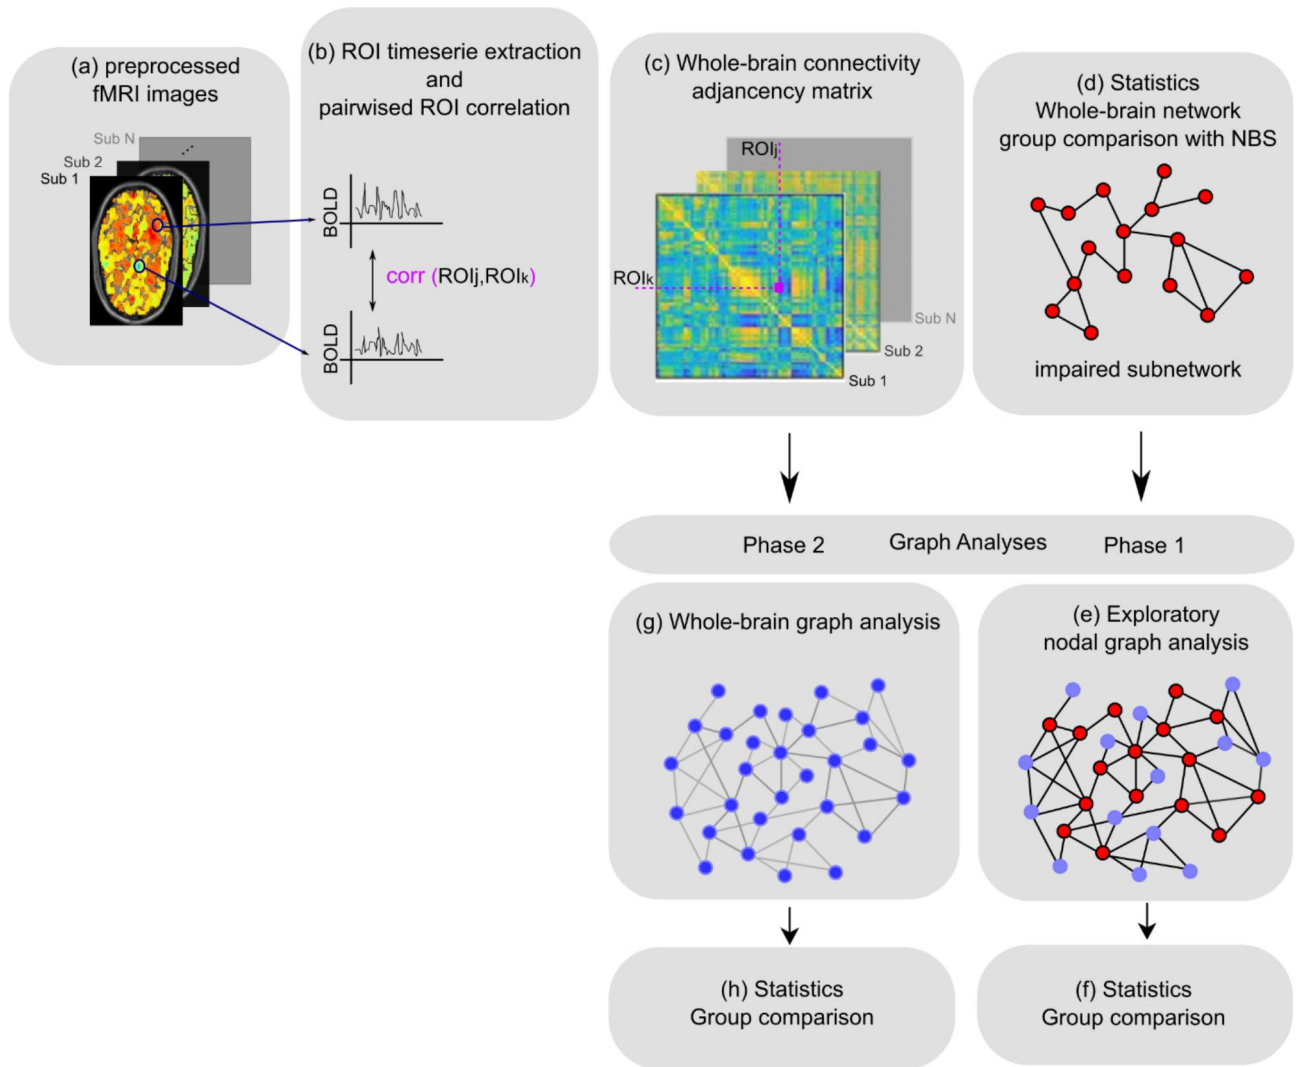 (a) preprocessed
fMRI images
Sub N
Sub 2
Sub 1
(b) ROI timeserie extraction
and
pairwised ROI correlation
BOLD
corr (ROIj,ROIk)
BOLD
(c) Whole-brain connectivity
adjancency matrix
ROIj
ROIk
Sub N
Sub 2
Sub 1
(d) Statistics
Whole-brain network
group comparison with NBS
impaired subnetwork
Phase 2 Graph Analyses Phase 1
(g) Whole-brain graph analysis
(e) Exploratory
nodal graph analysis
(h) Statistics
Group comparison
(f) Statistics
Group comparison